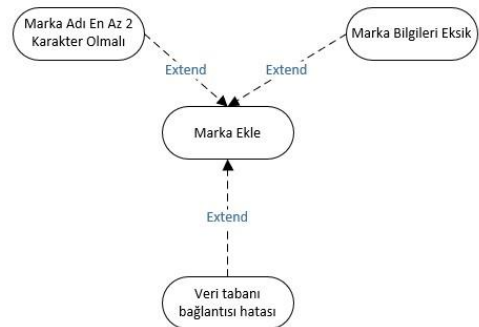 Marka Adı En Az 2
Karakter Olmalı
Marka Bilgileri Eksik
Extend
Extend
Marka Ekle
Extend
Veri tabanı
bağlantısı hatası